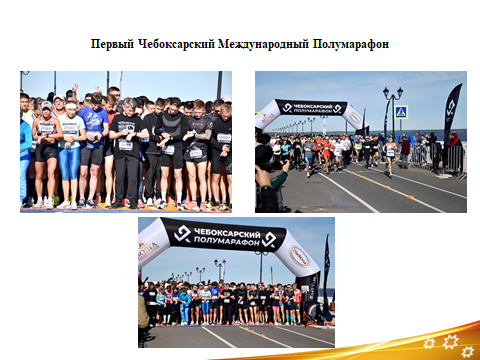 Первый Чебоксарский Международный Полумарафон
ЧЕБОКСАРСКИЙ
ПОЛУМАРАФОН
ЧЕБОКСАРСКИЙ
ПОЛУМАРАФОН